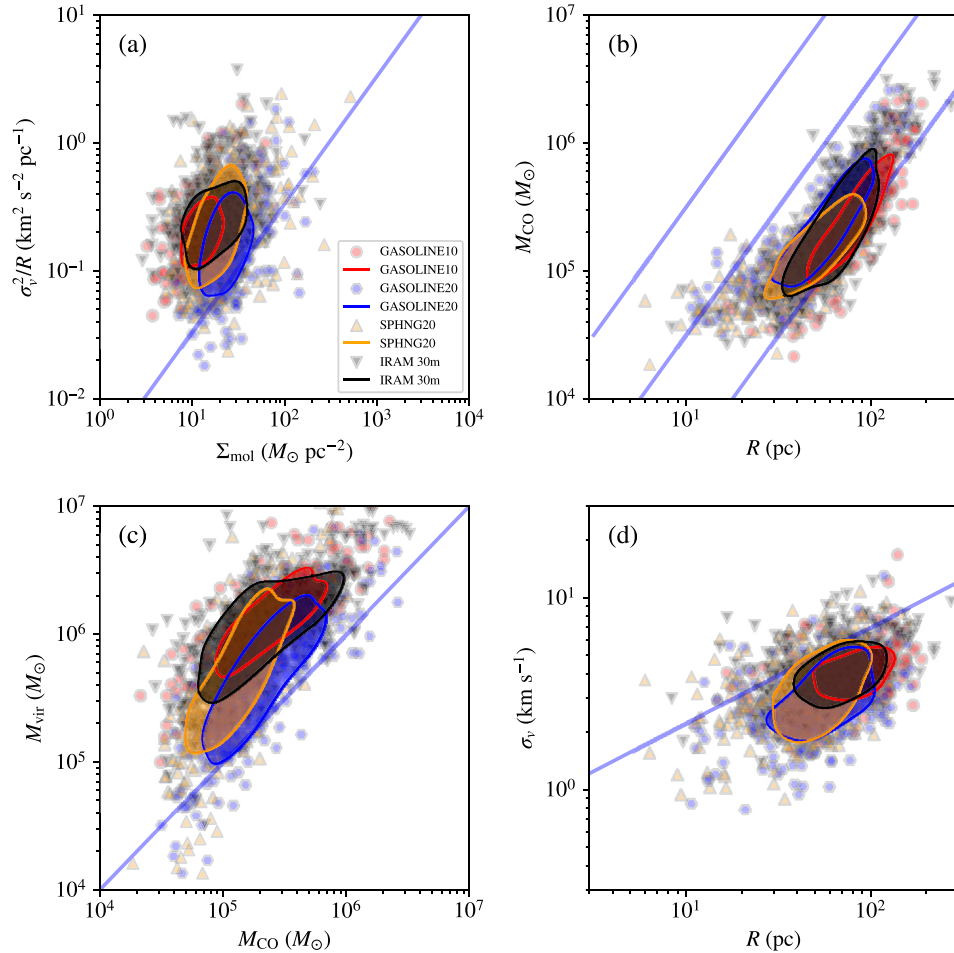 (a)
10¹
10⁰
10⁻¹
10⁻²
σᵥ²/R (km² s⁻² pc⁻¹)
GASOLINE10
GASOLINE10
GASOLINE20
GASOLINE20
SPHNG20
SPHNG20
IRAM 30m
IRAM 30m
10⁰ 10¹ 10² 10³ 10⁴
Σmol (M⊙ pc⁻²)
(b)
10⁷
10⁶
10⁵
10⁴
MCO (M⊙)
10¹ 10²
R (pc)
(c)
10⁷
10⁶
10⁵
10⁴
Mvir (M⊙)
10⁴ 10⁵ 10⁶ 10⁷
MCO (M⊙)
(d)
10¹
10⁰
σᵥ (km s⁻¹)
10¹ 10²
R (pc)